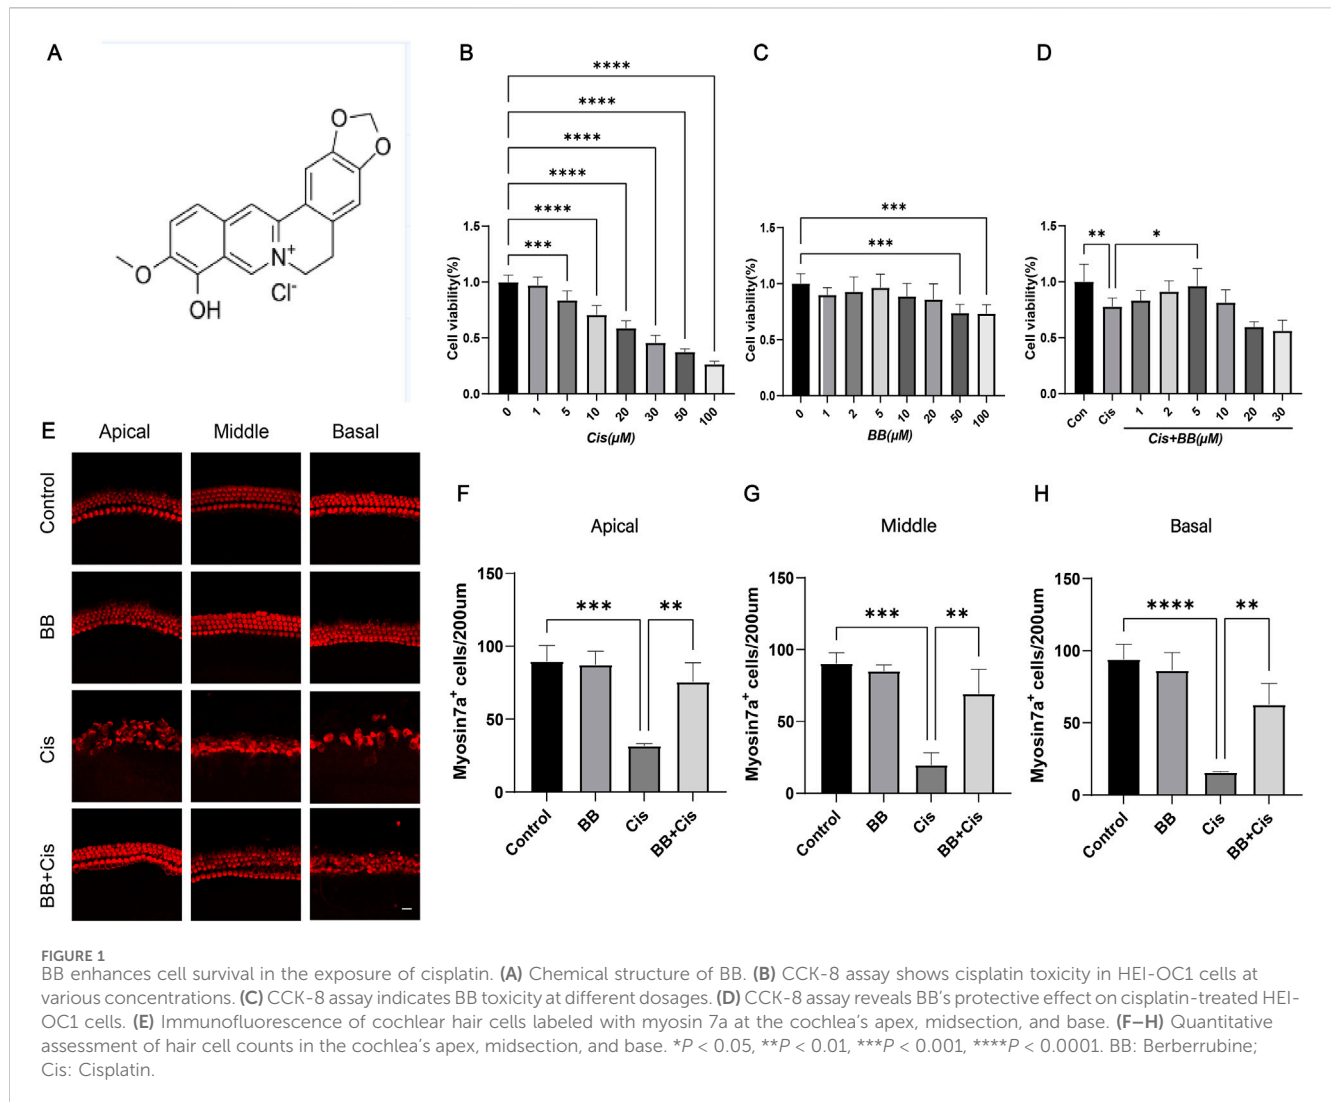 A
O
O
N+
O
OH
Cl-
B
****
****
****
****
****
***
Cell viability(%)
1.5
1.0
0.5
0.0
0 1 5 10 20 30 50 100
Cis(μM)
C
***
***
Cell viability(%)
1.5
1.0
0.5
0.0
0 1 2 5 10 20 50 100
BB(μM)
D
** *
Cell viability(%)
1.5
1.0
0.5
0.0
Con Cis 1 2 5 10 20 30
Cis+BB(μM)
E
Apical Middle Basal
Control
BB
Cis
BB+Cis
F
Apical
Myosin7a+ cells/200um
150
100
50
0
*** **
Control BB Cis BB+Cis
G
Middle
Myosin7a+ cells/200um
150
100
50
0
*** **
Control BB Cis BB+Cis
H
Basal
Myosin7a+ cells/200um
150
100
50
0
**** **
Control BB Cis BB+Cis
FIGURE 1
BB enhances cell survival in the exposure of cisplatin. (A) Chemical structure of BB. (B) CCK-8 assay shows cisplatin toxicity in HEI-OC1 cells at
various concentrations. (C) CCK-8 assay indicates BB toxicity at different dosages. (D) CCK-8 assay reveals BB's protective effect on cisplatin-treated HEI-
OC1 cells. (E) Immunofluorescence of cochlear hair cells labeled with myosin 7a at the cochlea's apex, midsection, and base. (F–H) Quantitative
assessment of hair cell counts in the cochlea's apex, midsection, and base. *P < 0.05, **P < 0.01, ***P < 0.001, ****P < 0.0001. BB: Berberrubine;
Cis: Cisplatin.